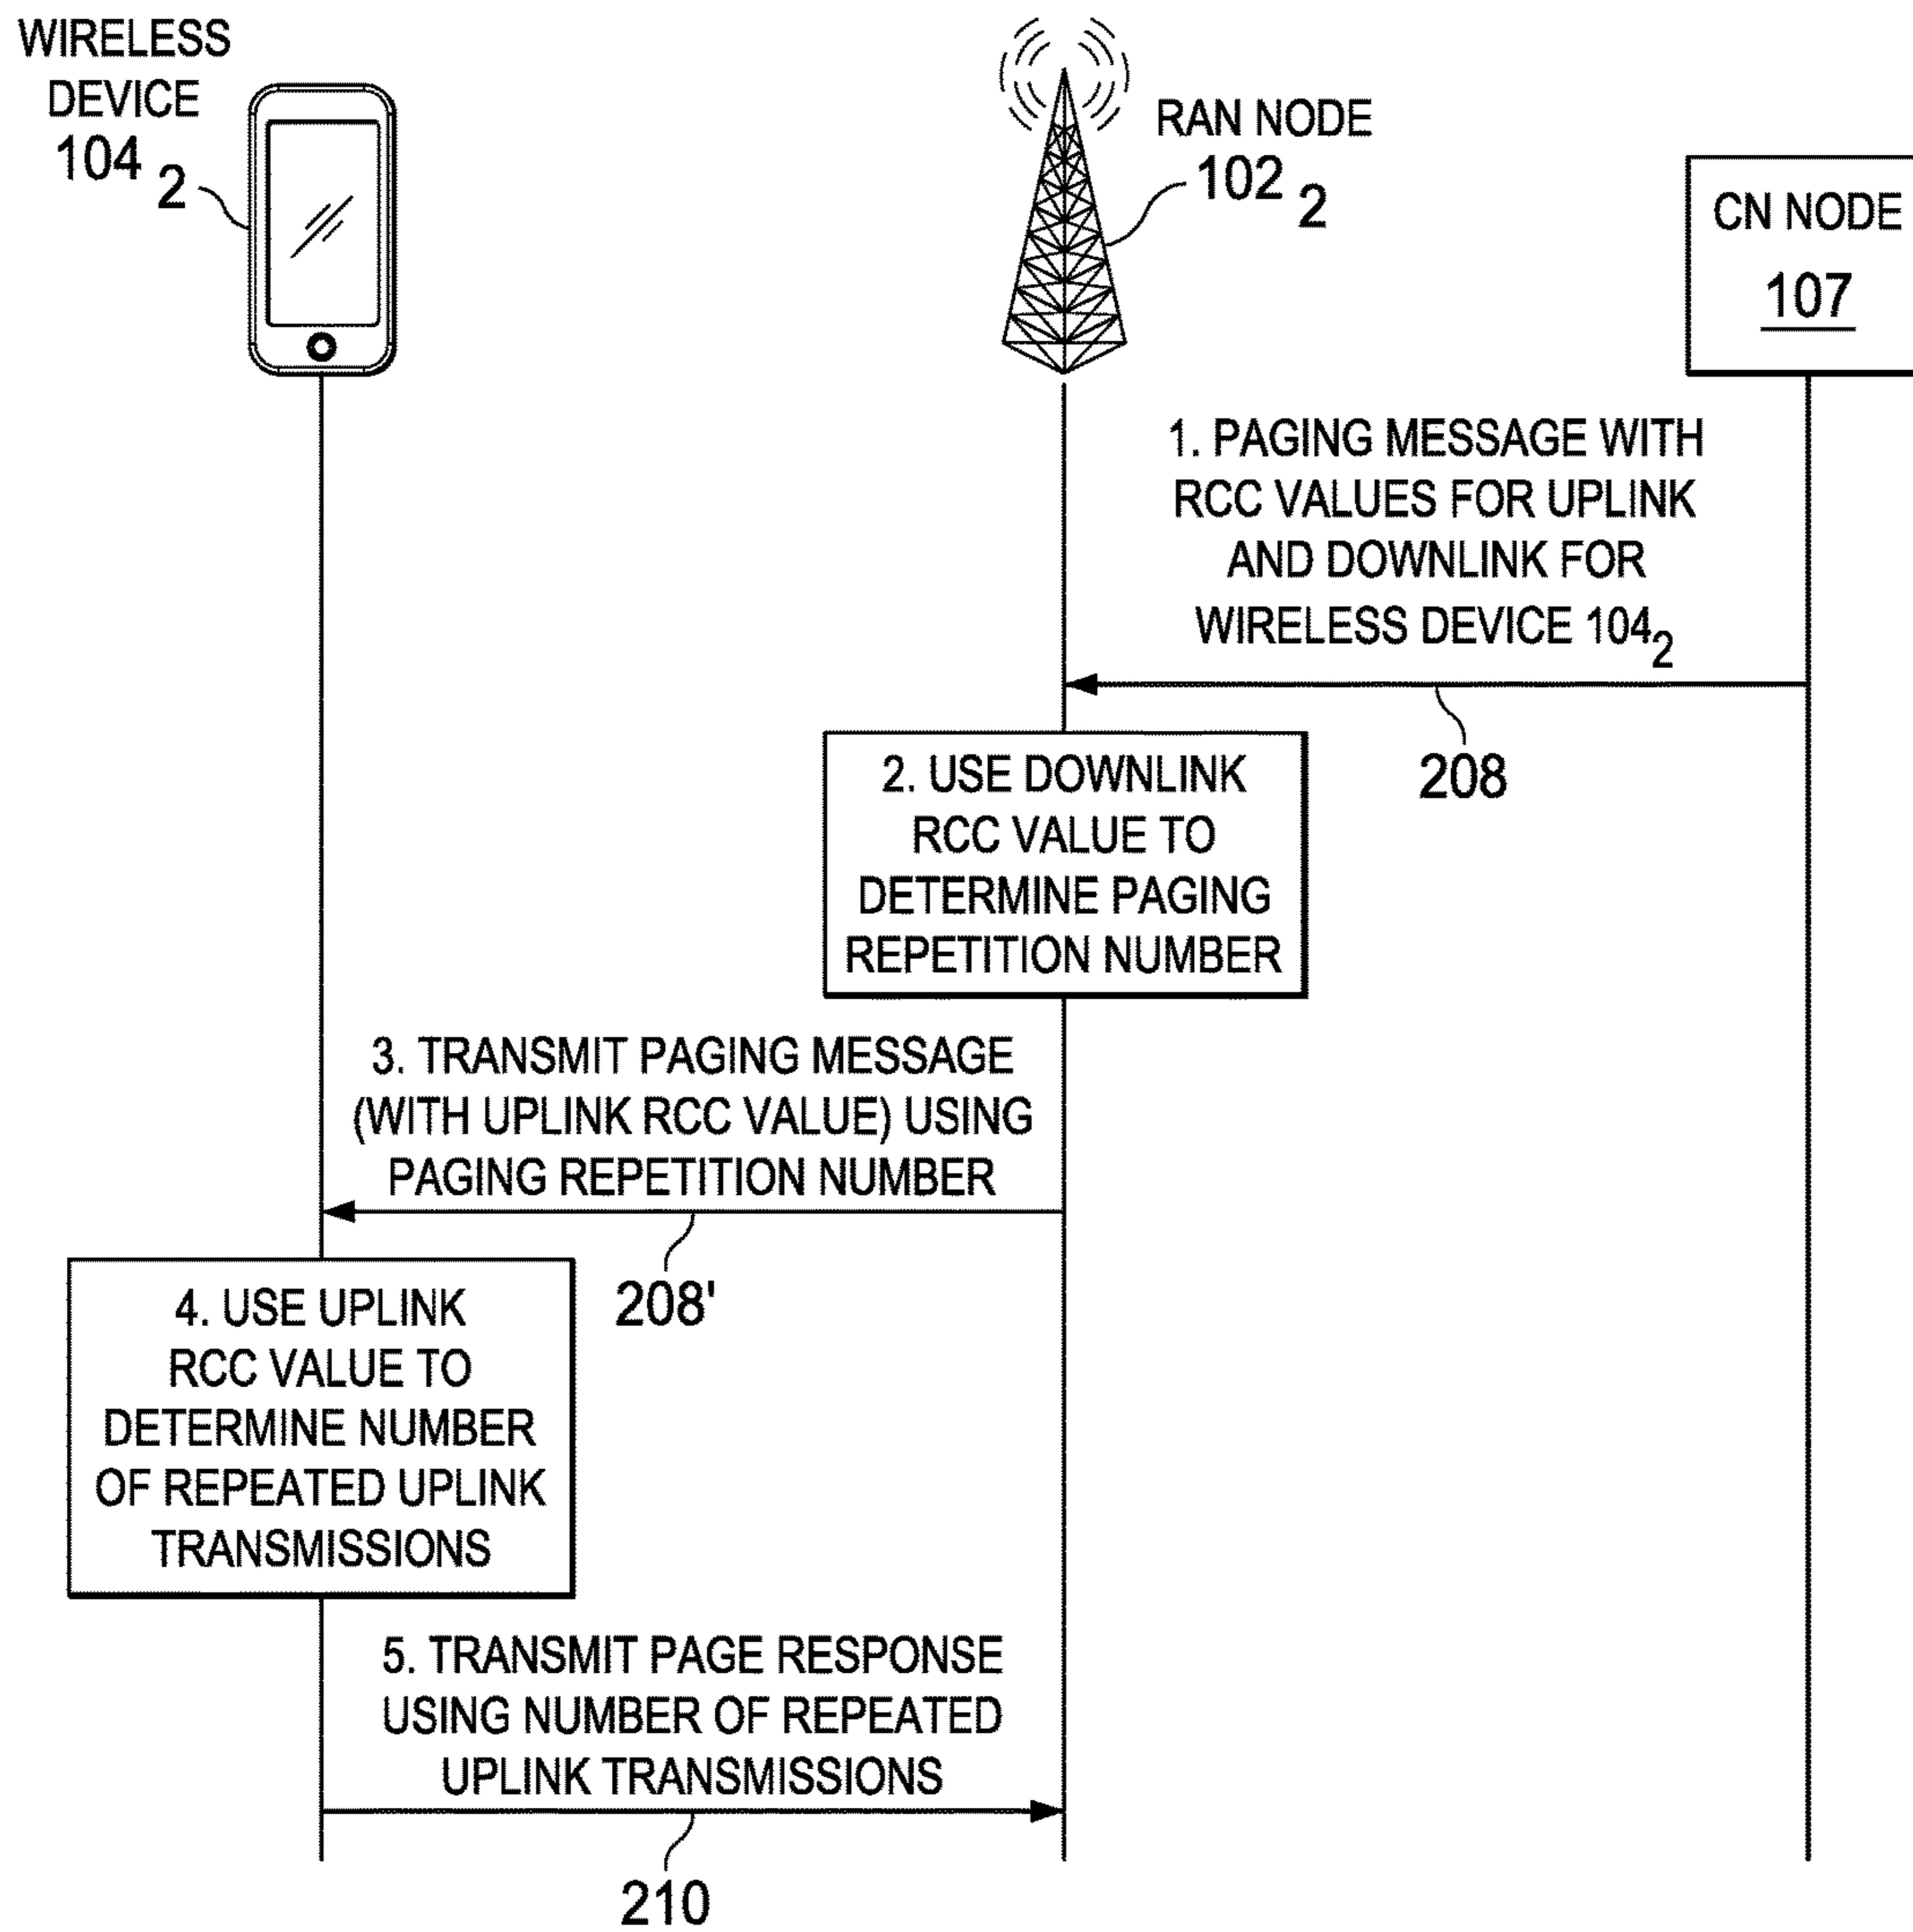 WIRELESS
DEVICE
104 2
RAN NODE
102 2
CN NODE
107
1. PAGING MESSAGE WITH
RCC VALUES FOR UPLINK
AND DOWNLINK FOR
WIRELESS DEVICE 104₂
208
2. USE DOWNLINK
RCC VALUE TO
DETERMINE PAGING
REPETITION NUMBER
3. TRANSMIT PAGING MESSAGE
(WITH UPLINK RCC VALUE) USING
PAGING REPETITION NUMBER
208'
4. USE UPLINK
RCC VALUE TO
DETERMINE NUMBER
OF REPEATED UPLINK
TRANSMISSIONS
5. TRANSMIT PAGE RESPONSE
USING NUMBER OF REPEATED
UPLINK TRANSMISSIONS
210